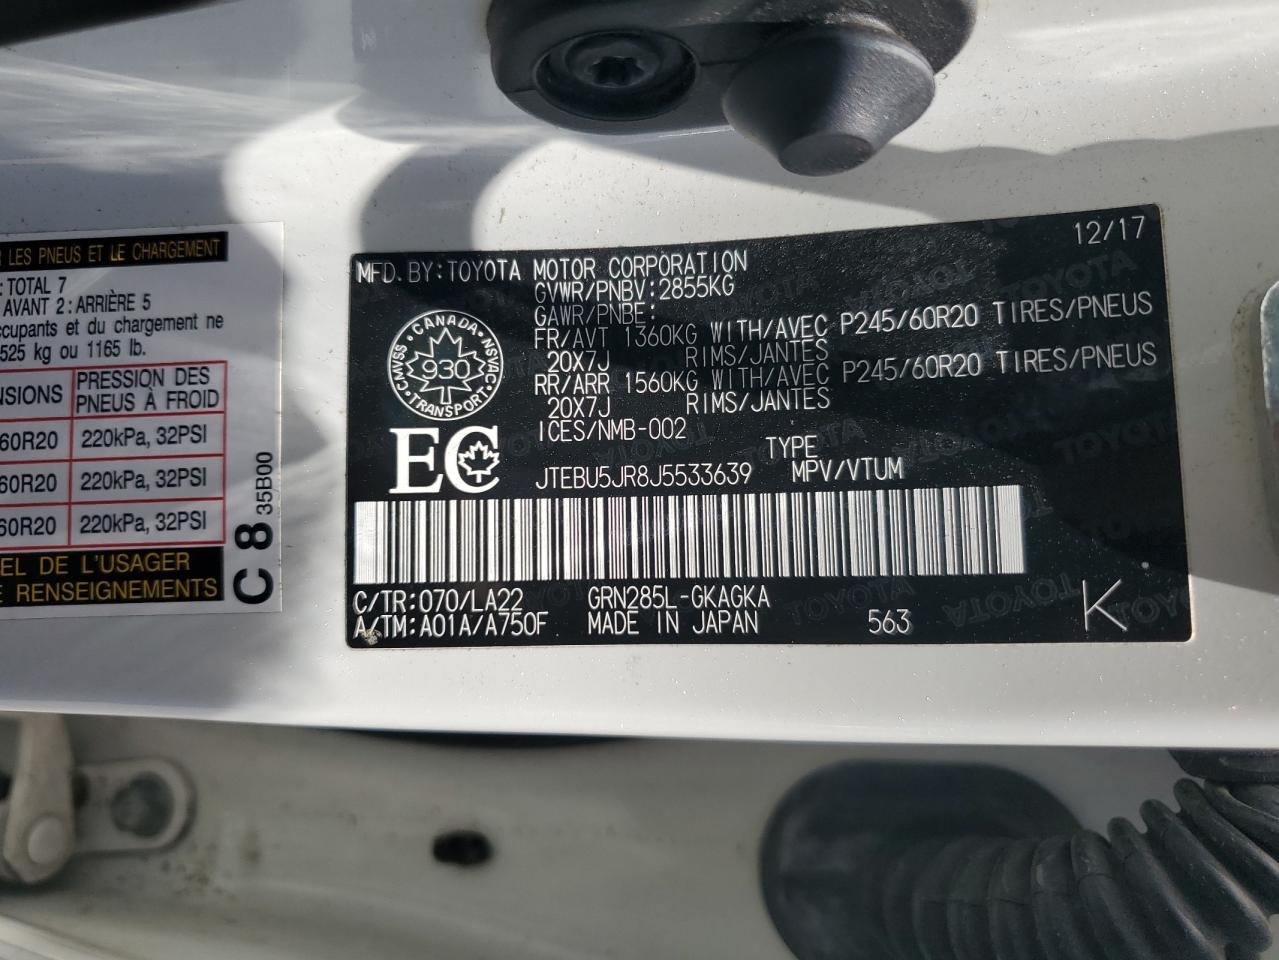 LES PNEUS ET LE CHARGEMENT
TOTAL 7
AVANT 2 : ARRIÈRE 5
occupants et du chargement ne
525 kg ou 1165 lb.
PRESSION DES
PNEUS À FROID
60R20 220kPa, 32PSI
60R20 220kPa, 32PSI
60R20 220kPa, 32PSI
DE L'USAGER
RENSEIGNEMENTS
C 8
35B00
12/17
MFD. BY: TOYOTA MOTOR CORPORATION
GVWR/PNBV: 2855KG
GAWR/PNBE:
FR/AVT 1360KG WITH/AVEC P245/60R20 TIRES/PNEUS
20X7J RIMS/JANTES
RR/ARR 1560KG WITH/AVEC P245/60R20 TIRES/PNEUS
20X7J RIMS/JANTES
ICES/NMB-002
CANADA
CMVSS 930 NSVAC
TRANSPORT
EC
TYPE
JTEBU5JR8J5533639 MPV/VTUM
C/TR: 070/LA22 GRN285L-GKAGKA
A/TM: A01A/A750F MADE IN JAPAN 563
K